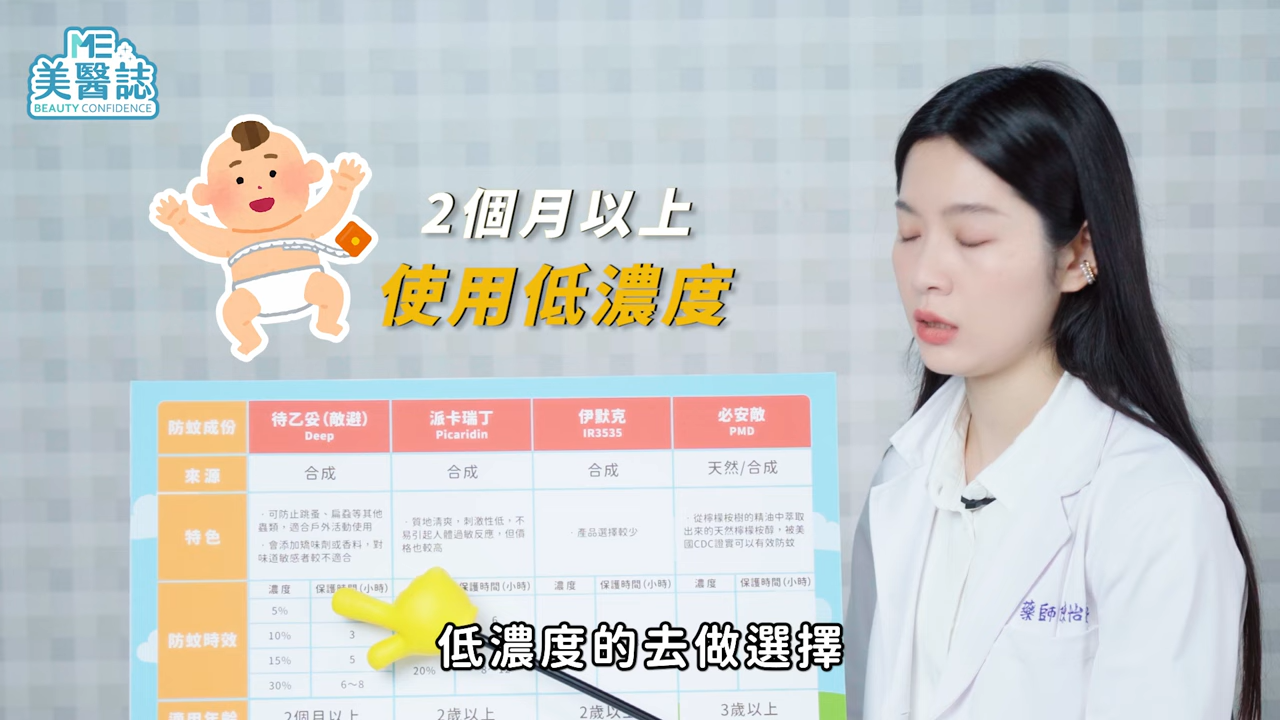 ME
美醫誌
BEAUTY CONFIDENCE
2個月以上
使用低濃度
防蚊成份
待乙妥(敵避)
Deep
派卡瑞丁
Picaridin
伊默克
IR3535
必安敵
PMD
來源
合成
合成
合成
天然/合成
特色
·可防止跳蚤、扁蝨等其他
蟲類,適合戶外活動使用
·會添加矯味劑或香料,對
味道敏感者較不適合
·質地清爽,刺激性低,不
易引起人體過敏反應,但價
格也較高
·產品選擇較少
·從檸檬桉樹的精油中萃取
出來的天然檸檬桉醇,被美
國CDC證實可以有效防蚊
防蚊時效
濃度
保護時間(小時)
保護時間(小時)
濃度
保護時間(小時)
濃度
保護時間(小時)
5%
10%
3
15%
5
20%
30%
6~8
適用年齡
2個月以上
2歲以上
2歲以上
3歲以上
藥師
低濃度的去做選擇